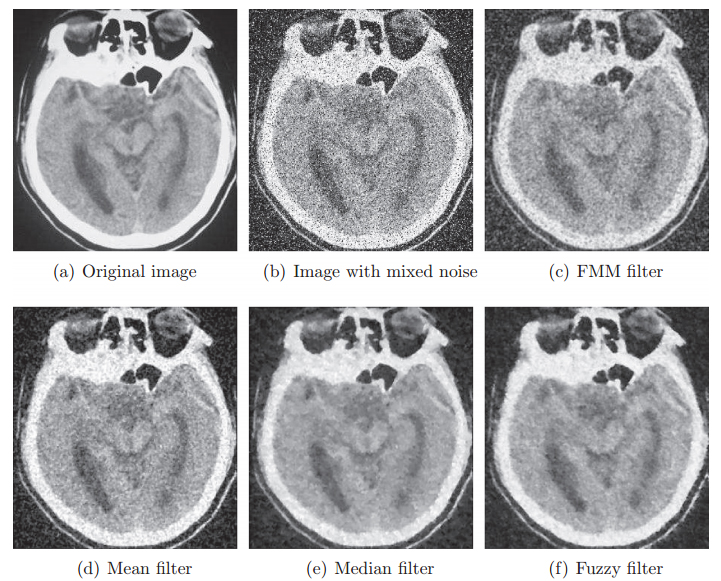 (a) Original image
(b) Image with mixed noise
(c) FMM filter
(d) Mean filter
(e) Median filter
(f) Fuzzy filter